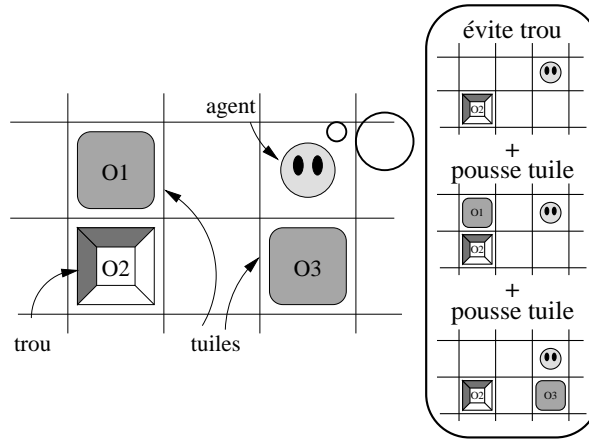 agent
O1
O2
O3
trou
tuiles
évite trou
O2
+
pousse tuile
O1
O2
+
pousse tuile
O2
O3